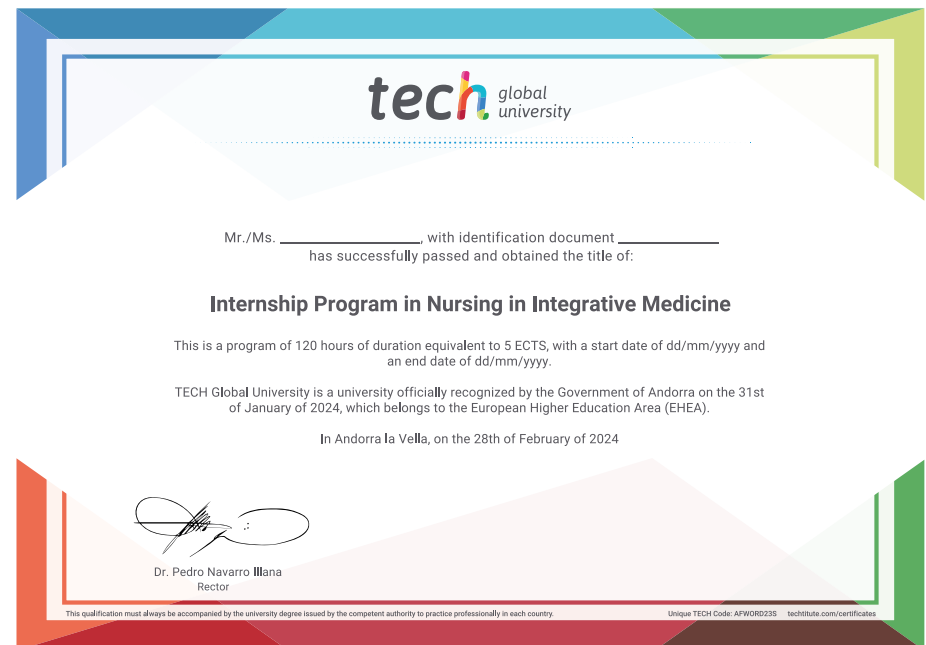 tech global university
Mr./Ms. ____________________, with identification document ______________
has successfully passed and obtained the title of:
Internship Program in Nursing in Integrative Medicine
This is a program of 120 hours of duration equivalent to 5 ECTS, with a start date of dd/mm/yyyy and
an end date of dd/mm/yyyy.
TECH Global University is a university officially recognized by the Government of Andorra on the 31st
of January of 2024, which belongs to the European Higher Education Area (EHEA).
In Andorra la Vella, on the 28th of February of 2024
Dr. Pedro Navarro Illana
Rector
This qualification must always be accompanied by the university degree issued by the competent authority to practice professionally in each country.
Unique TECH Code: AFWORD23S techtitute.com/certificates